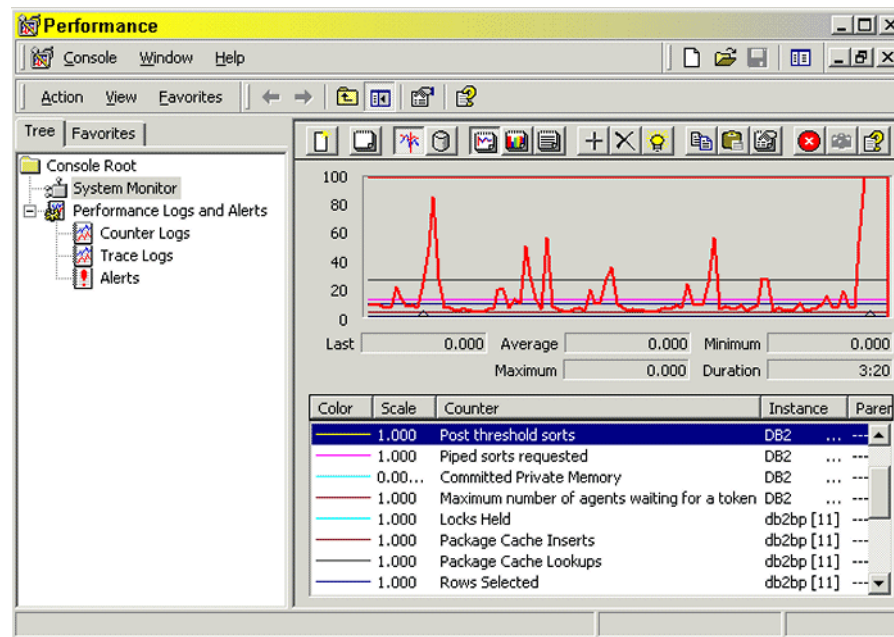 Performance
Console Window Help
Action View Favorites
Tree Favorites
Console Root
System Monitor
Performance Logs and Alerts
Counter Logs
Trace Logs
Alerts
100
80
60
40
20
0
Last 0.000 Average 0.000 Minimum 0.000
Maximum 0.000 Duration 3:20
Color Scale Counter Instance Paren
1.000 Post threshold sorts DB2 ... ---
1.000 Piped sorts requested DB2 ... ---
0.00... Committed Private Memory DB2 ... ---
1.000 Maximum number of agents waiting for a token DB2 ... ---
1.000 Locks Held db2bp [11] ---
1.000 Package Cache Inserts db2bp [11] ---
1.000 Package Cache Lookups db2bp [11] ---
1.000 Rows Selected db2bp [11] ---